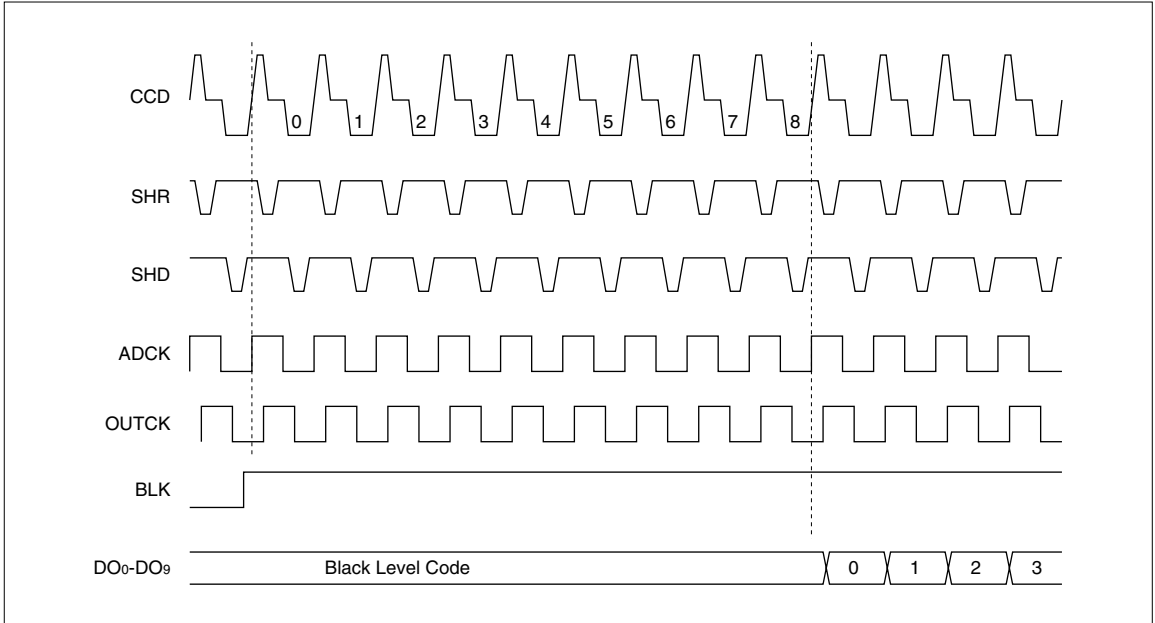 CCD
0 1 2 3 4 5 6 7 8
SHR
SHD
ADCK
OUTCK
BLK
DO0-DO9 Black Level Code 0 1 2 3